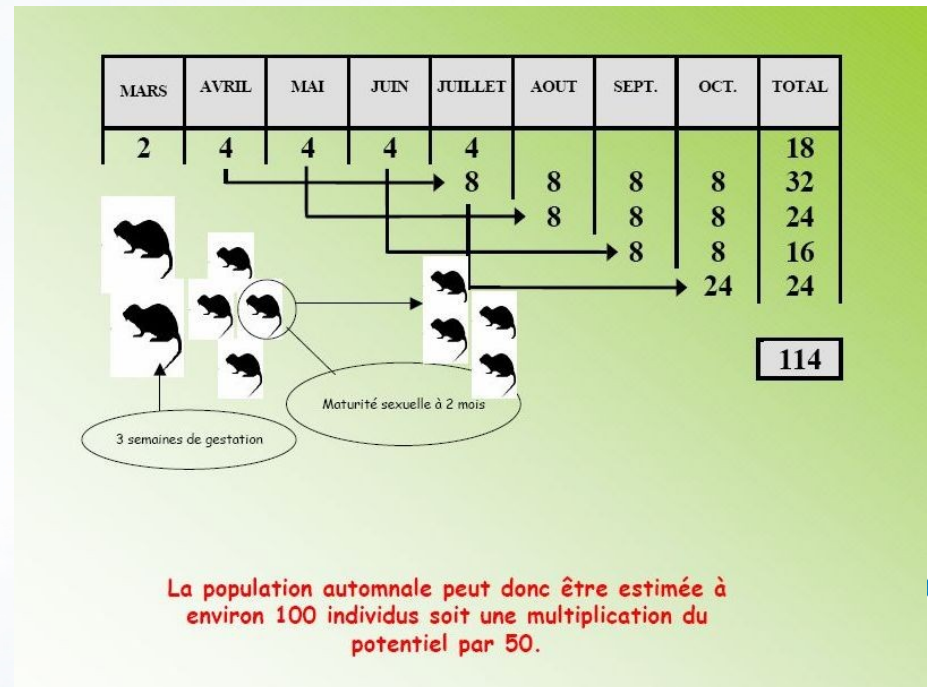 MARS AVRIL MAI JUIN JUILLET AOUT SEPT. OCT. TOTAL
2 4 4 4 4 18
8 8 8 8 32
8 8 8 24
8 8 16
24 24
114
Maturité sexuelle à 2 mois
3 semaines de gestation
La population automnale peut donc être estimée à
environ 100 individus soit une multiplication du
potentiel par 50.